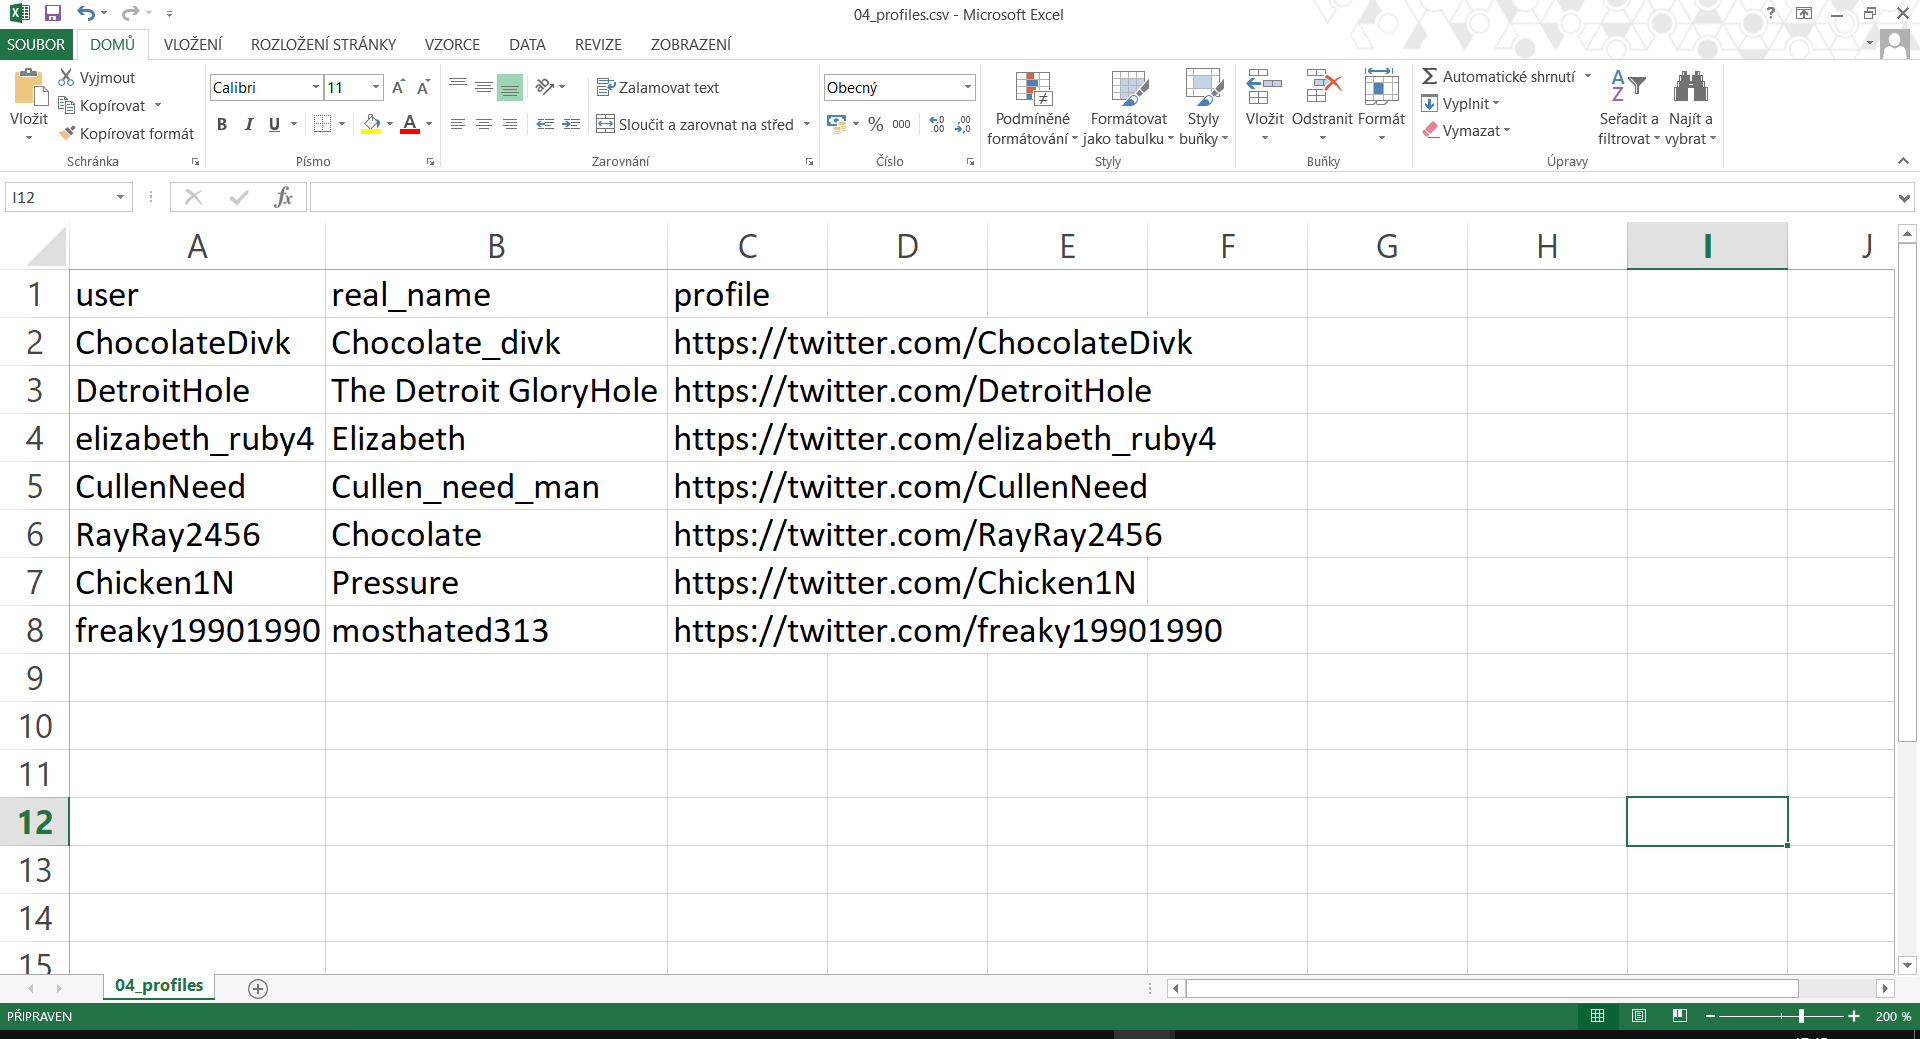 04_profiles.csv - Microsoft Excel
?
SOUBOR DOMŮ VLOŽENÍ ROZLOŽENÍ STRÁNKY VZORCE DATA REVIZE ZOBRAZENÍ
Vložit
Vyjmout
Kopírovat
Kopírovat formát
Schránka
Calibri 11
B I U A
Písmo
Zalamovat text
Sloučit a zarovnat na střed
Zarovnání
Obecný
% 000
Číslo
Podmíněné formátování
Formátovat jako tabulku
Styly buňky
Styly
Vložit Odstranit Formát
Buňky
Automatické shrnutí
Vyplnit
Vymazat
Seřadit a filtrovat
Najít a vybrat
Úpravy
I12
fx
A B C D E F G H I J
1 user real_name profile
2 ChocolateDivk Chocolate_divk https://twitter.com/ChocolateDivk
3 DetroitHole The Detroit GloryHole https://twitter.com/DetroitHole
4 elizabeth_ruby4 Elizabeth https://twitter.com/elizabeth_ruby4
5 CullenNeed Cullen_need_man https://twitter.com/CullenNeed
6 RayRay2456 Chocolate https://twitter.com/RayRay2456
7 Chicken1N Pressure https://twitter.com/Chicken1N
8 freaky19901990 mosthated313 https://twitter.com/freaky19901990
9
10
11
12
13
14
15
04_profiles
PŘIPRAVEN
200 %